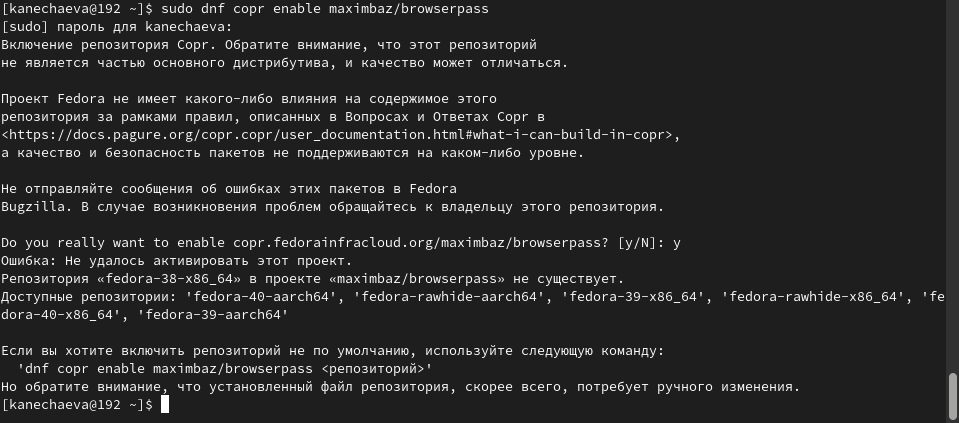 [kanechaeva@192 ~]$ sudo dnf copr enable maximbaz/browserpass
[sudo] пароль для kanechaeva:
Включение репозитория Copr. Обратите внимание, что этот репозиторий
не является частью основного дистрибутива, и качество может отличаться.
Проект Fedora не имеет какого-либо влияния на содержимое этого
репозитория за рамками правил, описанных в Вопросах и Ответах Copr в
<https://docs.pagure.org/copr.copr/user_documentation.html#what-i-can-build-in-copr>,
а качество и безопасность пакетов не поддерживаются на каком-либо уровне.
Не отправляйте сообщения об ошибках этих пакетов в Fedora
Bugzilla. В случае возникновения проблем обращайтесь к владельцу этого репозитория.
Do you really want to enable copr.fedorainfracloud.org/maximbaz/browserpass? [y/N]: y
Ошибка: Не удалось активировать этот проект.
Репозитория «fedora-38-x86_64» в проекте «maximbaz/browserpass» не существует.
Доступные репозитории: 'fedora-40-aarch64', 'fedora-rawhide-aarch64', 'fedora-39-x86_64', 'fedora-rawhide-x86_64', 'fe
dora-40-x86_64', 'fedora-39-aarch64'
Если вы хотите включить репозиторий не по умолчанию, используйте следующую команду:
'dnf copr enable maximbaz/browserpass <репозиторий>'
Но обратите внимание, что установленный файл репозитория, скорее всего, потребует ручного изменения.
[kanechaeva@192 ~]$